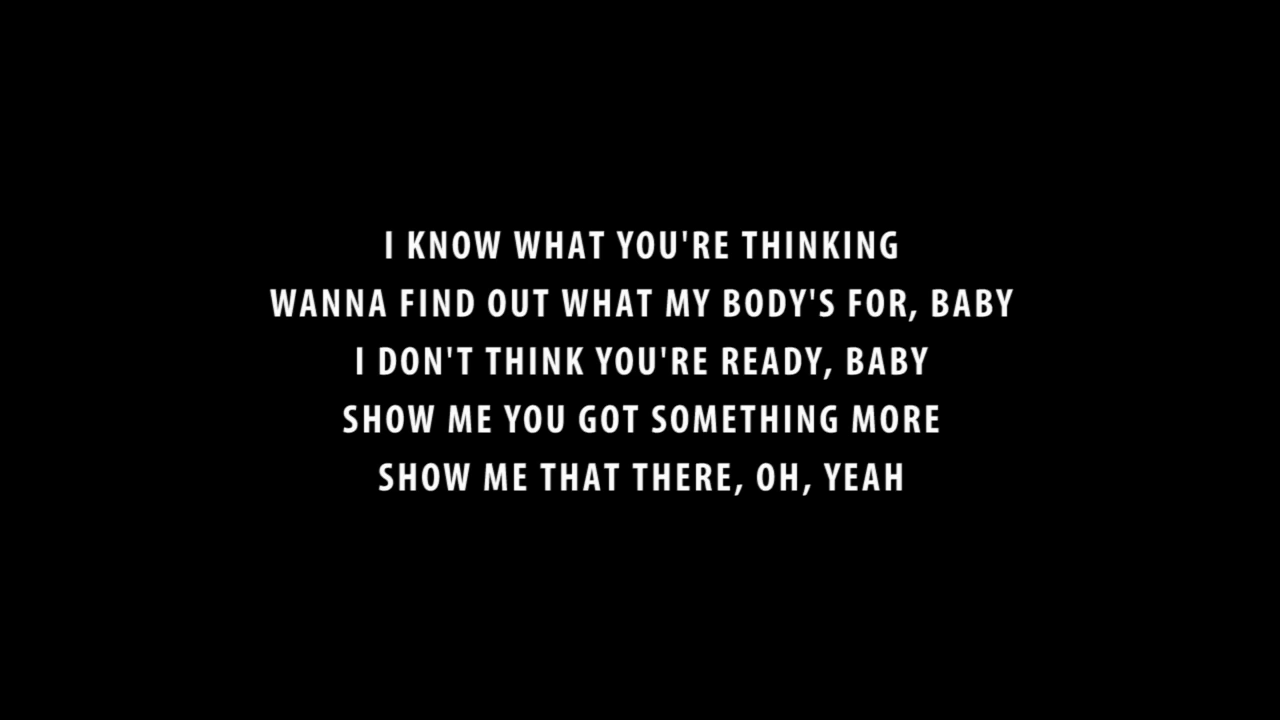 I KNOW WHAT YOU'RE THINKING
WANNA FIND OUT WHAT MY BODY'S FOR, BABY
I DON'T THINK YOU'RE READY, BABY
SHOW ME YOU GOT SOMETHING MORE
SHOW ME THAT THERE, OH, YEAH